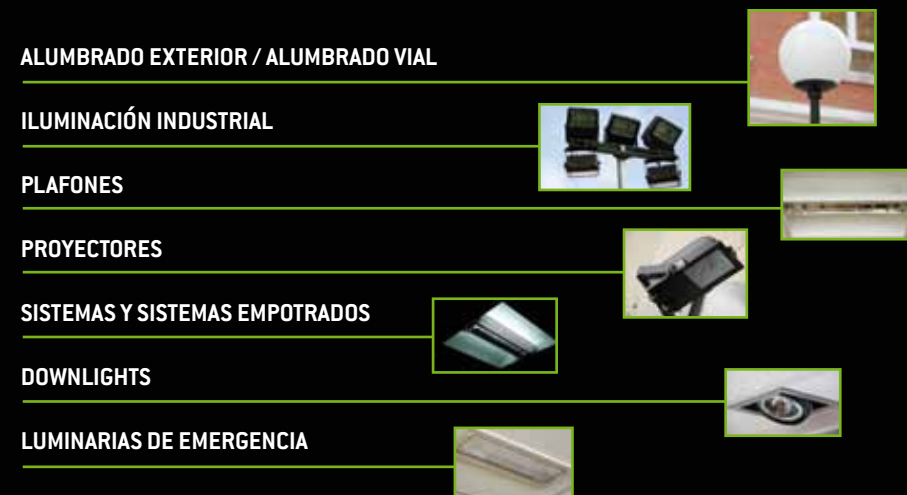 ALUMBRADO EXTERIOR / ALUMBRADO VIAL
ILUMINACIÓN INDUSTRIAL
PLAFONES
PROYECTORES
SISTEMAS Y SISTEMAS EMPOTRADOS
DOWNLIGHTS
LUMINARIAS DE EMERGENCIA